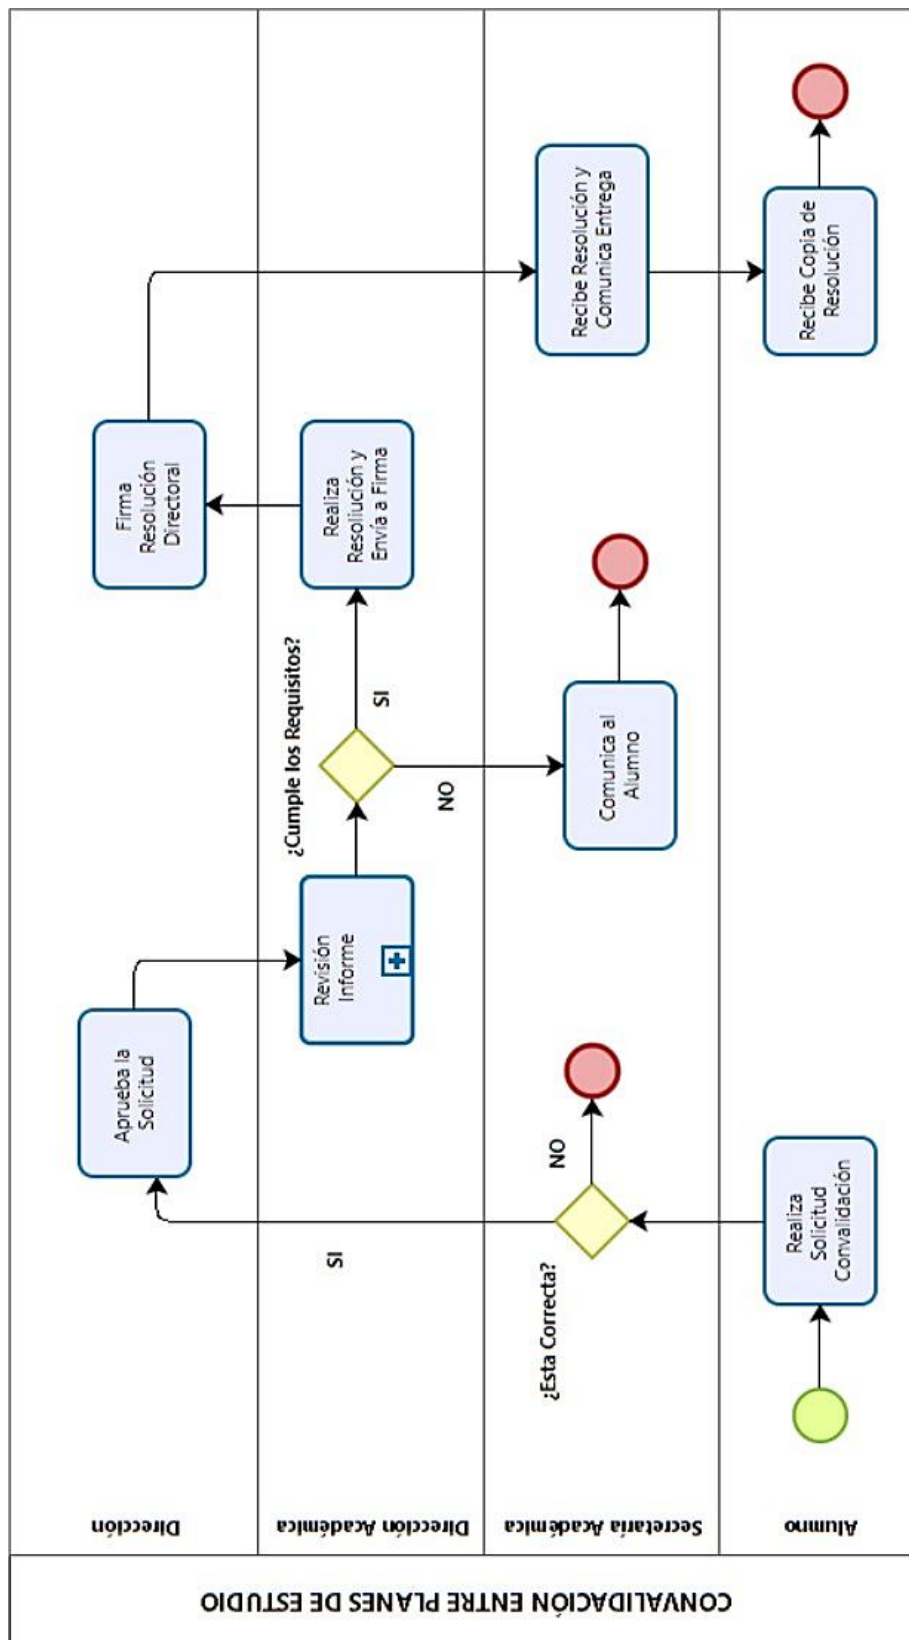 CONVALIDACIÓN ENTRE PLANES DE ESTUDIO
Dirección
Aprueba la
Solicitud
Firma
Resolución
Directoral
Dirección Académica
Revisión
Informe
¿Cumple los Requisitos?
SI
NO
Realiza
Resoliución y
Envía a Firma
Secretaría Académica
¿Esta Correcta?
SI
NO
Comunica al
Alumno
Recibe Resolución y
Comunica Entrega
Alumno
Realiza
Solicitud
Convalidación
Recibe Copia de
Resolución